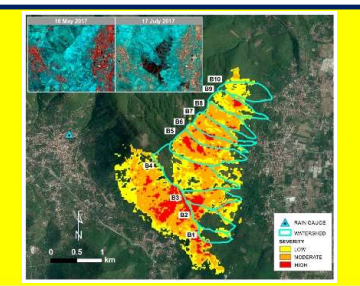 16 May 2017
17 July 2017
B10
B9
B8
B7
B6
B5
B4
B3
B2
B1
N
0 0.5 1
km
RAIN GAUGE
WATERSHED
SEVERITY
LOW
MODERATE
HIGH